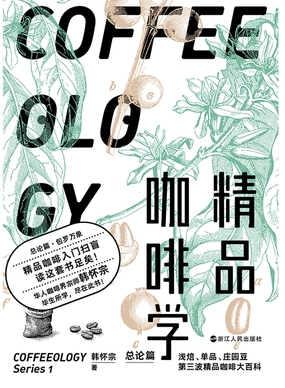 COFFEE
OLO
GY
精品
咖啡学
总论篇·包罗万象
精品咖啡入门扫盲
读这套书足矣！
华人咖啡界宗师韩怀宗
毕生所学，尽在此书！
COFFEEOLOGY
Series 1
韩怀宗
著
总论篇
浅焙、单品、庄园豆
第三波精品咖啡大百科
浙江人民出版社